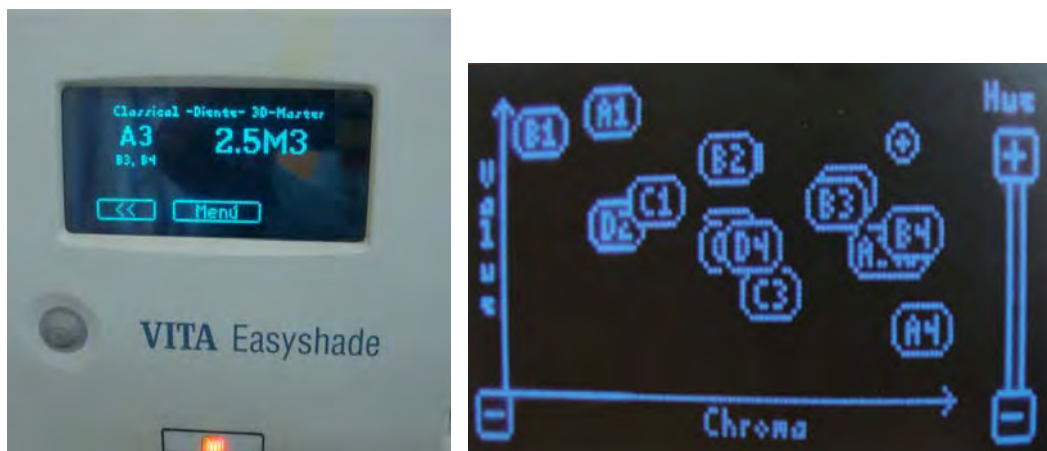 Classical -Diente- 3D-Master
A3 2.5M3
B3, B4
<< Menú
VITA Easyshade
Hue
A1
B1
+
B2
Value
C1
B3
D2
B4
D4
C3
A4
-
Chroma
-